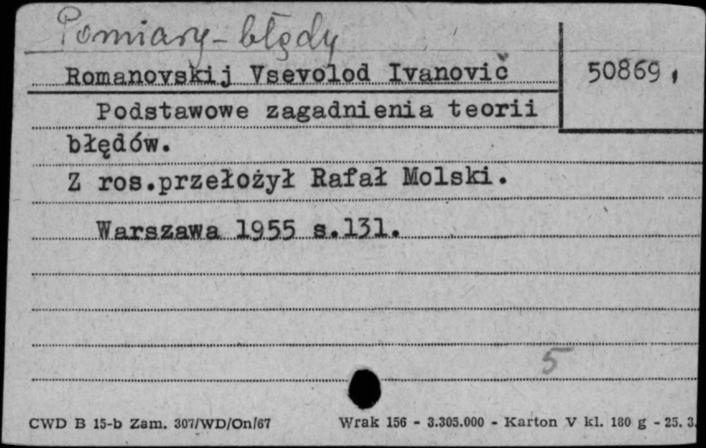 Pomiary - błędy
Romanovskij Vsevolod Ivanovič
50869,
Podstawowe zagadnienia teorii
błędów.
Z ros.przełożył Rafał Molski.
Warszawa 1955 s.131.
5
CWD B 15-b Zam. 307/WD/On/67 Wrak 156 - 3.305.000 - Karton V kl. 180 g - 25. 3.